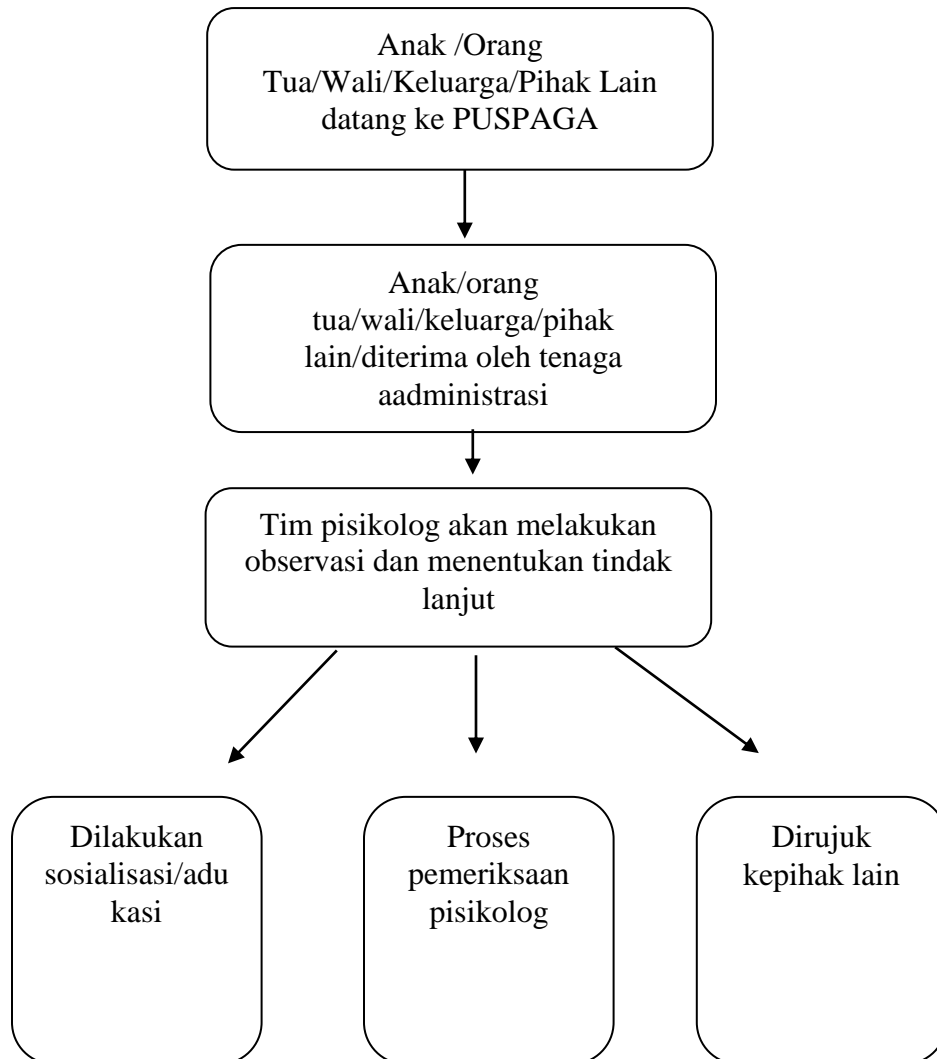 Anak /Orang
Tua/Wali/Keluarga/Pihak Lain
datang ke PUSPAGA
Anak/orang
tua/wali/keluarga/pihak
lain/diterima oleh tenaga
aadministrasi
Tim pisikolog akan melakukan
observasi dan menentukan tindak
lanjut
Dilakukan
sosialisasi/adu
kasi
Proses
pemeriksaan
pisikolog
Dirujuk
kepihak lain